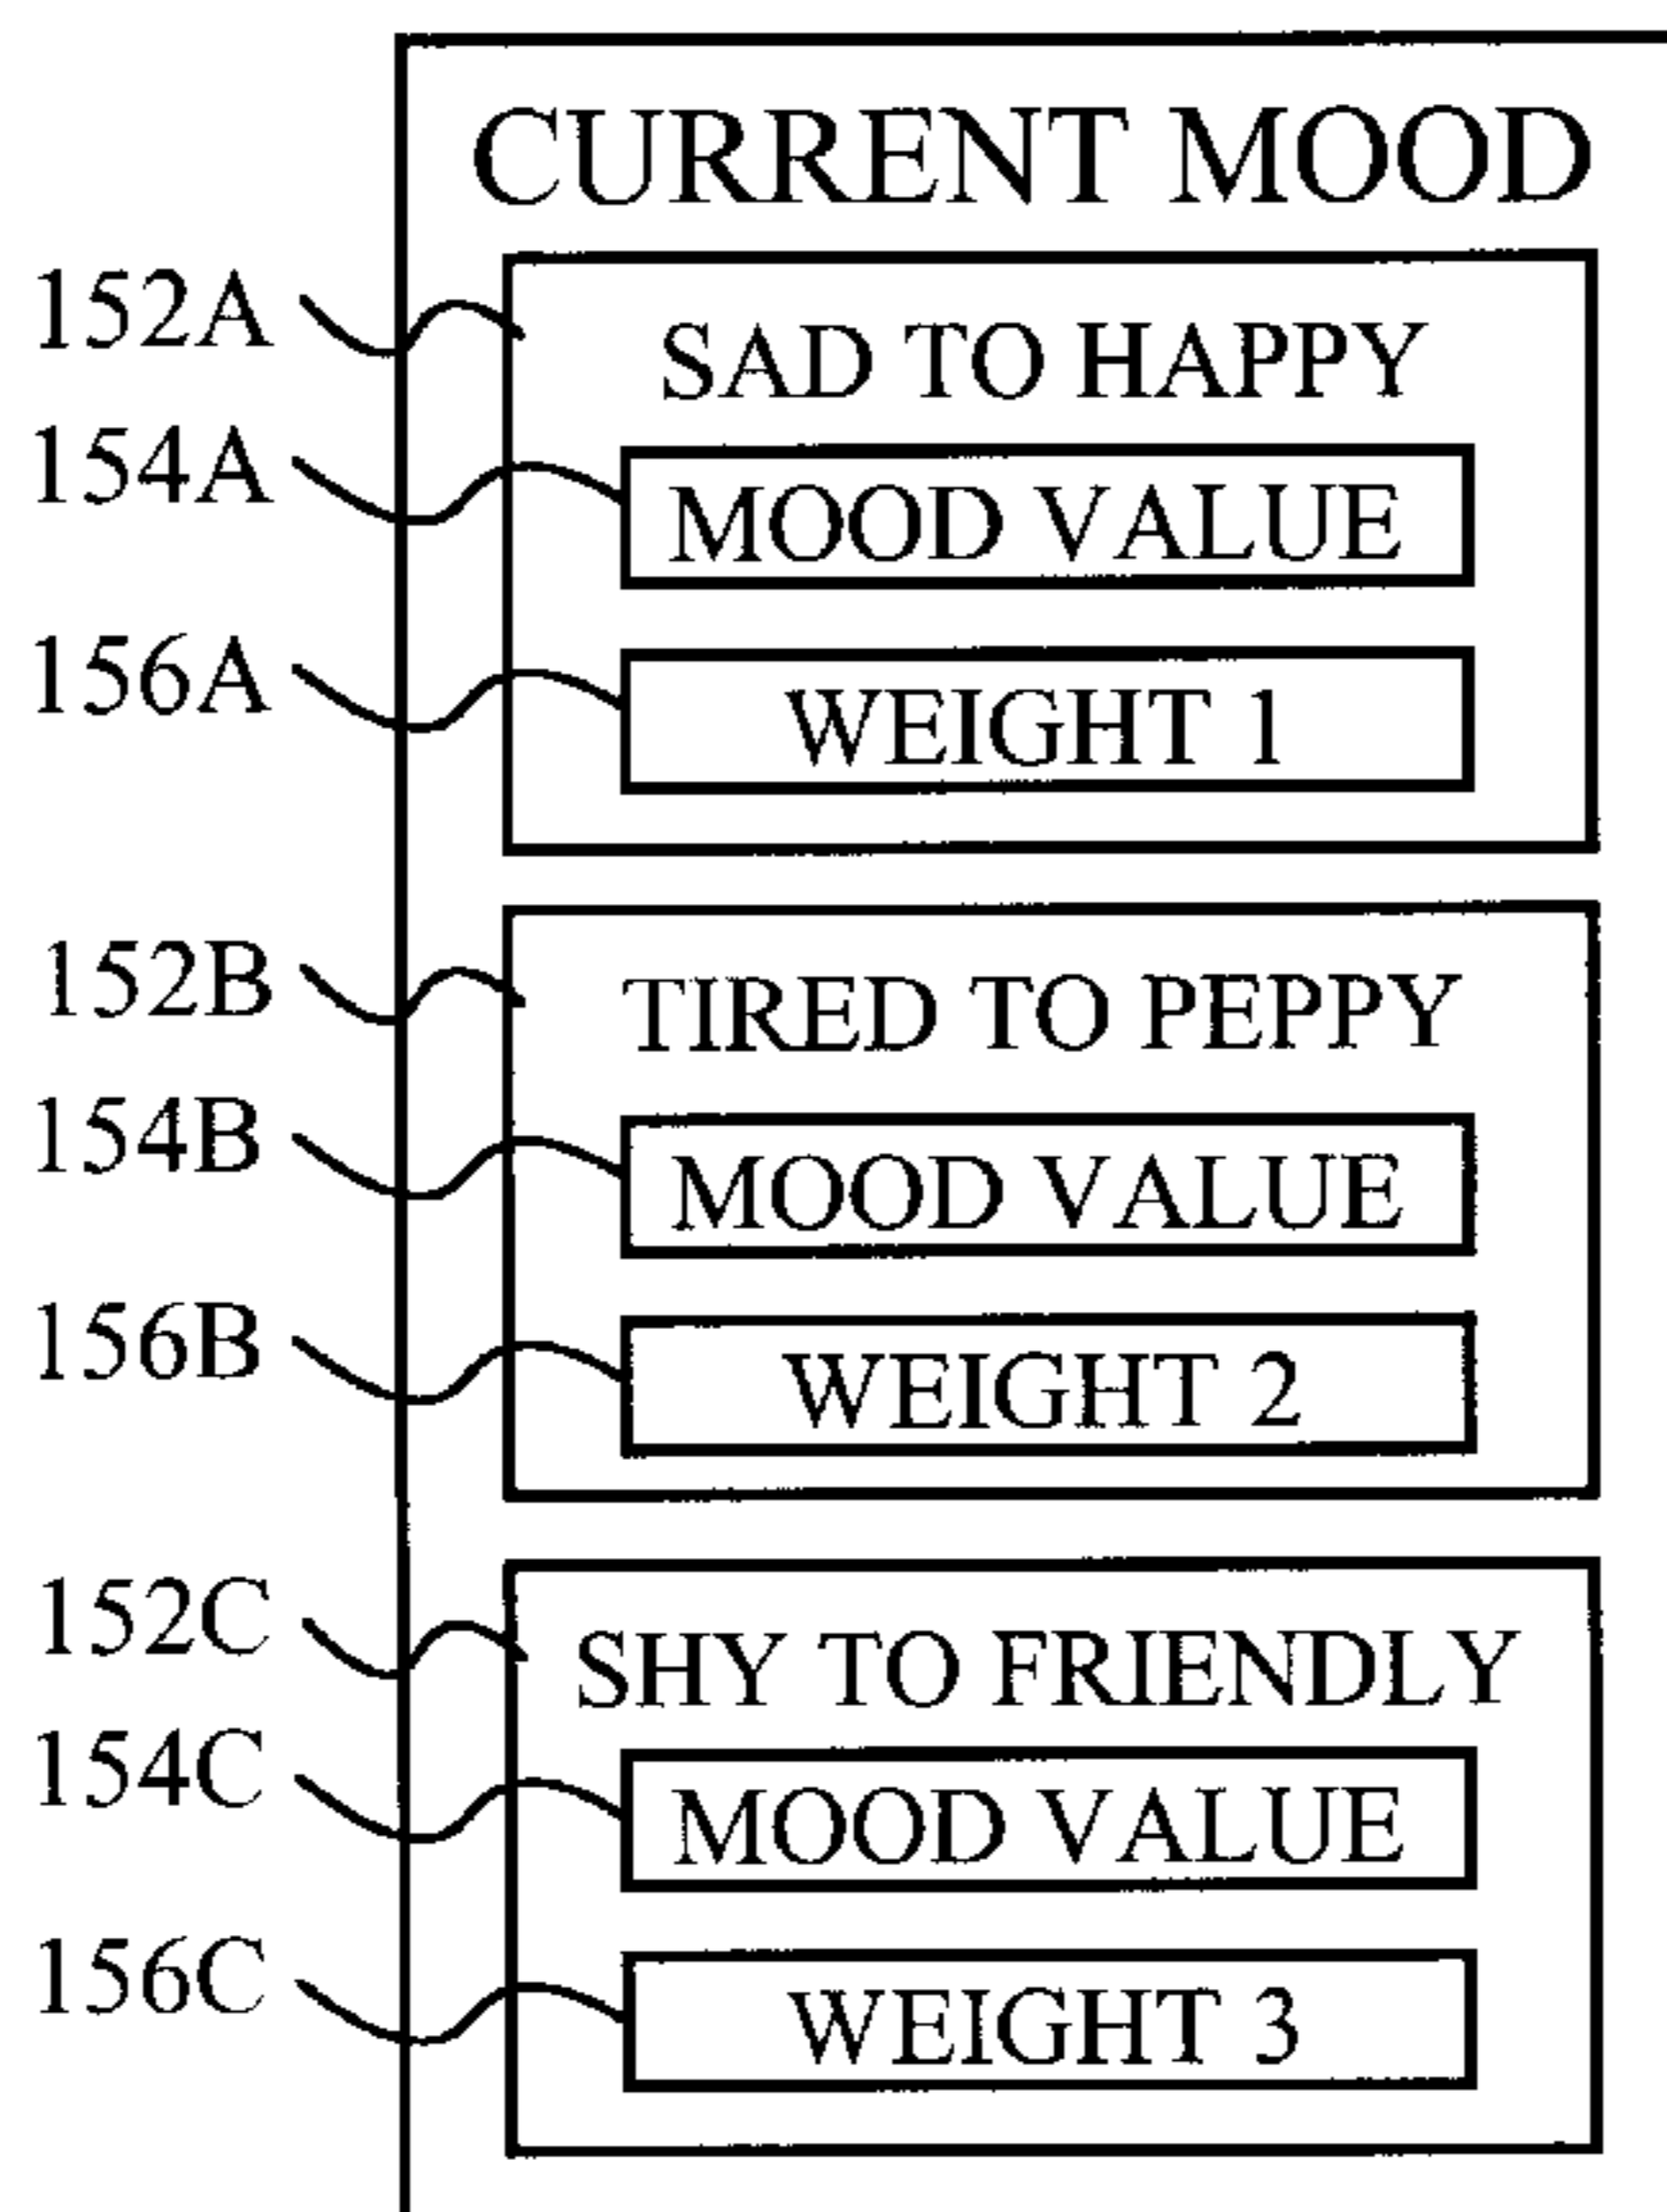 CURRENT MOOD
152A
SAD TO HAPPY
154A
MOOD VALUE
156A
WEIGHT 1
152B
TIRED TO PEPPY
154B
MOOD VALUE
156B
WEIGHT 2
152C
SHY TO FRIENDLY
154C
MOOD VALUE
156C
WEIGHT 3